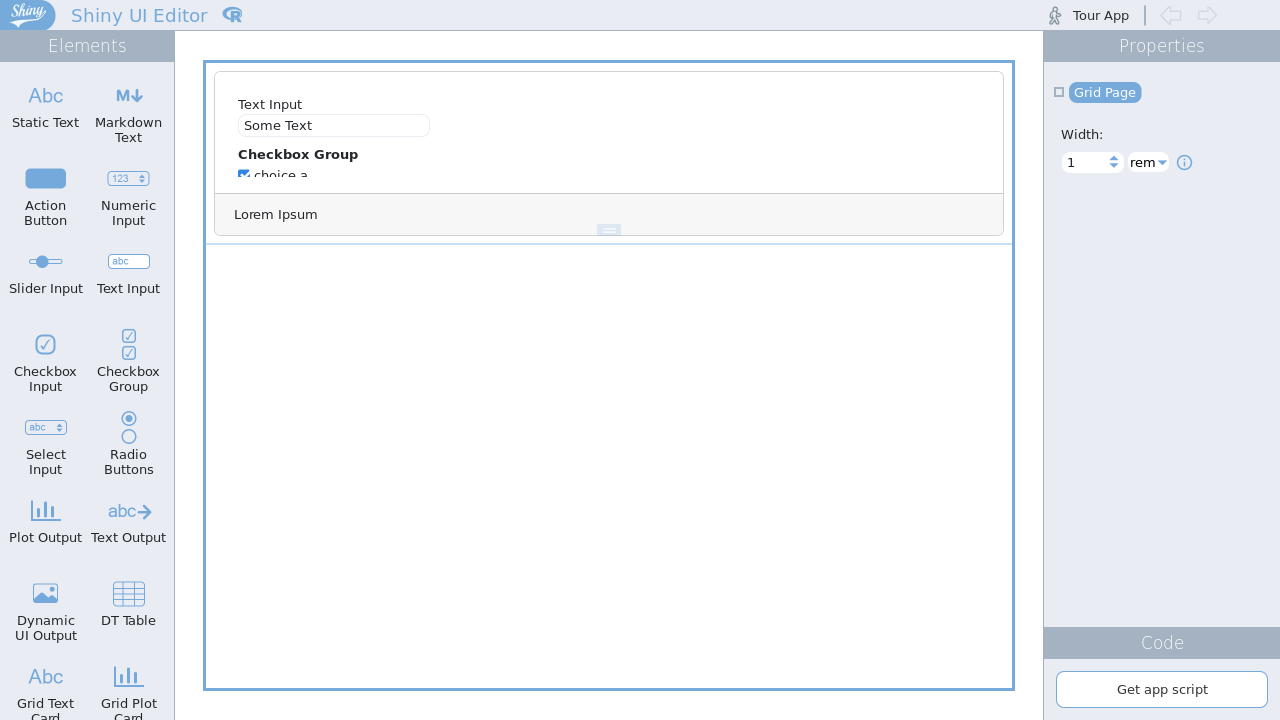 Shiny
Shiny UI Editor
Tour App
Elements
Properties
Abc
Static Text
Markdown
Text
Action
Button
123
Numeric
Input
Slider Input
abc
Text Input
Checkbox
Input
Checkbox
Group
abc
Select
Input
Radio
Buttons
Plot Output
abc
Text Output
Dynamic
UI Output
DT Table
Abc
Grid Text
Card
Grid Plot
Card
Text Input
Some Text
Checkbox Group
choice a
Lorem Ipsum
Grid Page
Width:
1
rem
Code
Get app script